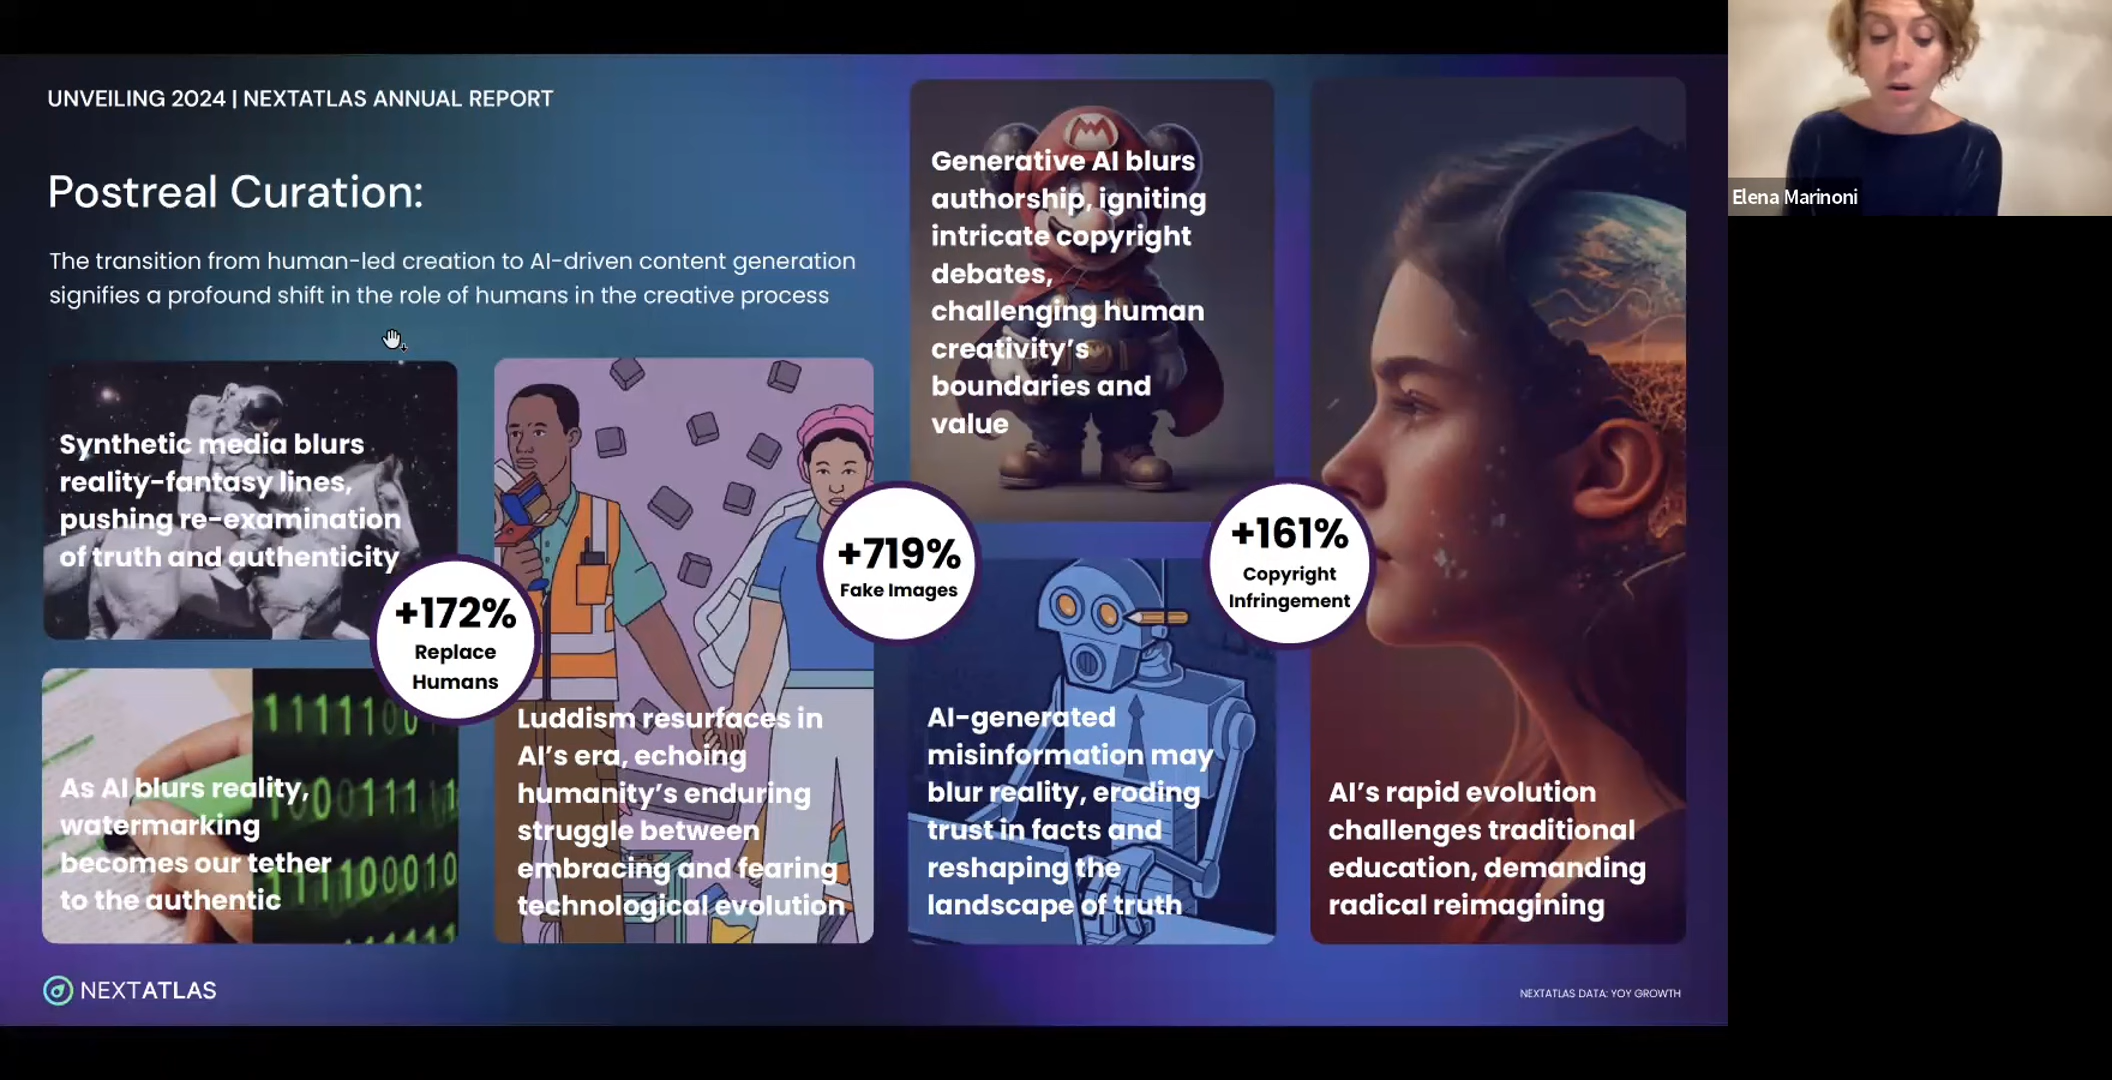 UNVEILING 2024 | NEXTATLAS ANNUAL REPORT
Postreal Curation:
The transition from human-led creation to AI-driven content generation
signifies a profound shift in the role of humans in the creative process
Synthetic media blurs
reality-fantasy lines,
pushing re-examination
of truth and authenticity
+172%
Replace
Humans
111110
00111
1100010
As AI blurs reality,
watermarking
becomes our tether
to the authentic
Luddism resurfaces in
AI's era, echoing
humanity's enduring
struggle between
embracing and fearing
technological evolution
+719%
Fake Images
M
Generative AI blurs
authorship, igniting
intricate copyright
debates,
challenging human
creativity's
boundaries and
value
AI-generated
misinformation may
blur reality, eroding
trust in facts and
reshaping the
landscape of truth
+161%
Copyright
Infringement
AI's rapid evolution
challenges traditional
education, demanding
radical reimagining
NEXTATLAS
NEXTATLAS DATA: YOY GROWTH
Elena Marinoni